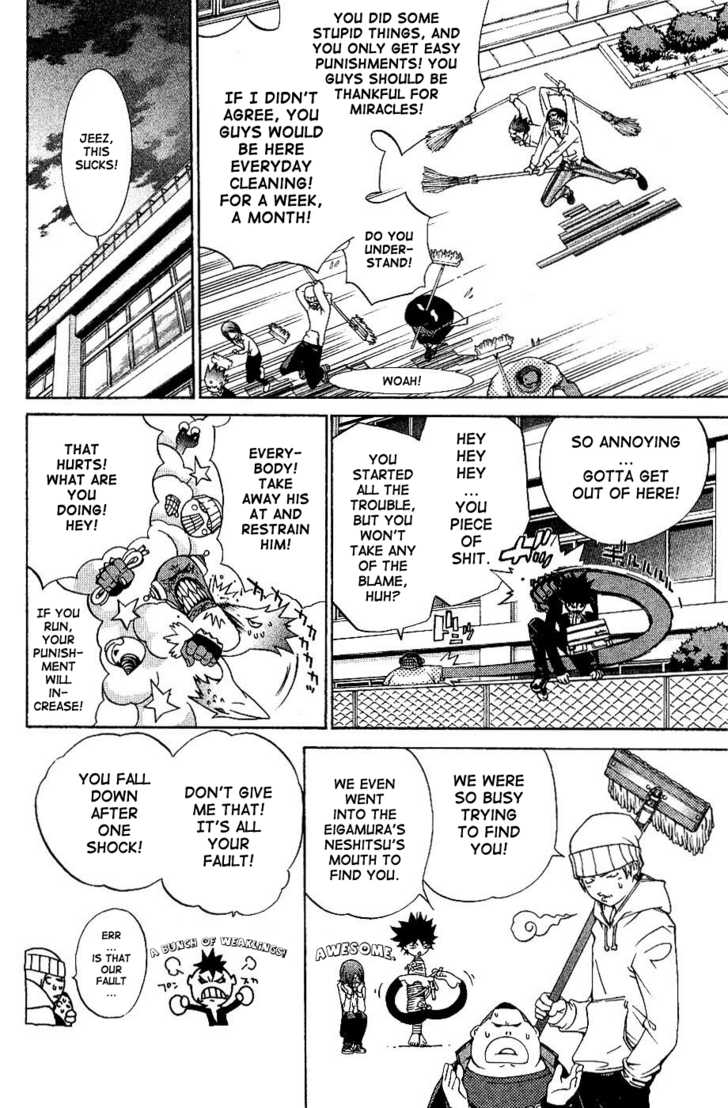 YOU DID SOME
STUPID THINGS, AND
YOU ONLY GET EASY
PUNISHMENTS! YOU
GUYS SHOULD BE
THANKFUL FOR
MIRACLES!
IF I DIDN'T
AGREE, YOU
GUYS WOULD
BE HERE
EVERYDAY
CLEANING!
FOR A WEEK,
A MONTH!
DO YOU
UNDER-
STAND!
WOAH!
JEEZ,
THIS
SUCKS!
SO ANNOYING
...
GOTTA GET
OUT OF HERE!
HEY
HEY
HEY
...
YOU
PIECE
OF
SHIT.
YOU
STARTED
ALL THE
TROUBLE,
BUT YOU
WON'T
TAKE ANY
OF THE
BLAME,
HUH?
EVERY-
BODY!
TAKE
AWAY HIS
AT AND
RESTRAIN
HIM!
THAT
HURTS!
WHAT ARE
YOU
DOING!
HEY!
IF YOU
RUN,
YOUR
PUNISH-
MENT
WILL
IN-
CREASE!
WE WERE
SO BUSY
TRYING
TO FIND
YOU!
WE EVEN
WENT
INTO THE
EIGAMURA'S
NESHITSU'S
MOUTH TO
FIND YOU.
AWESOME.
DON'T GIVE
ME THAT!
IT'S ALL
YOUR
FAULT!
YOU FALL
DOWN
AFTER
ONE
SHOCK!
A BUNCH OF WEAKLINGS!
ERR
...
IS THAT
OUR
FAULT
...